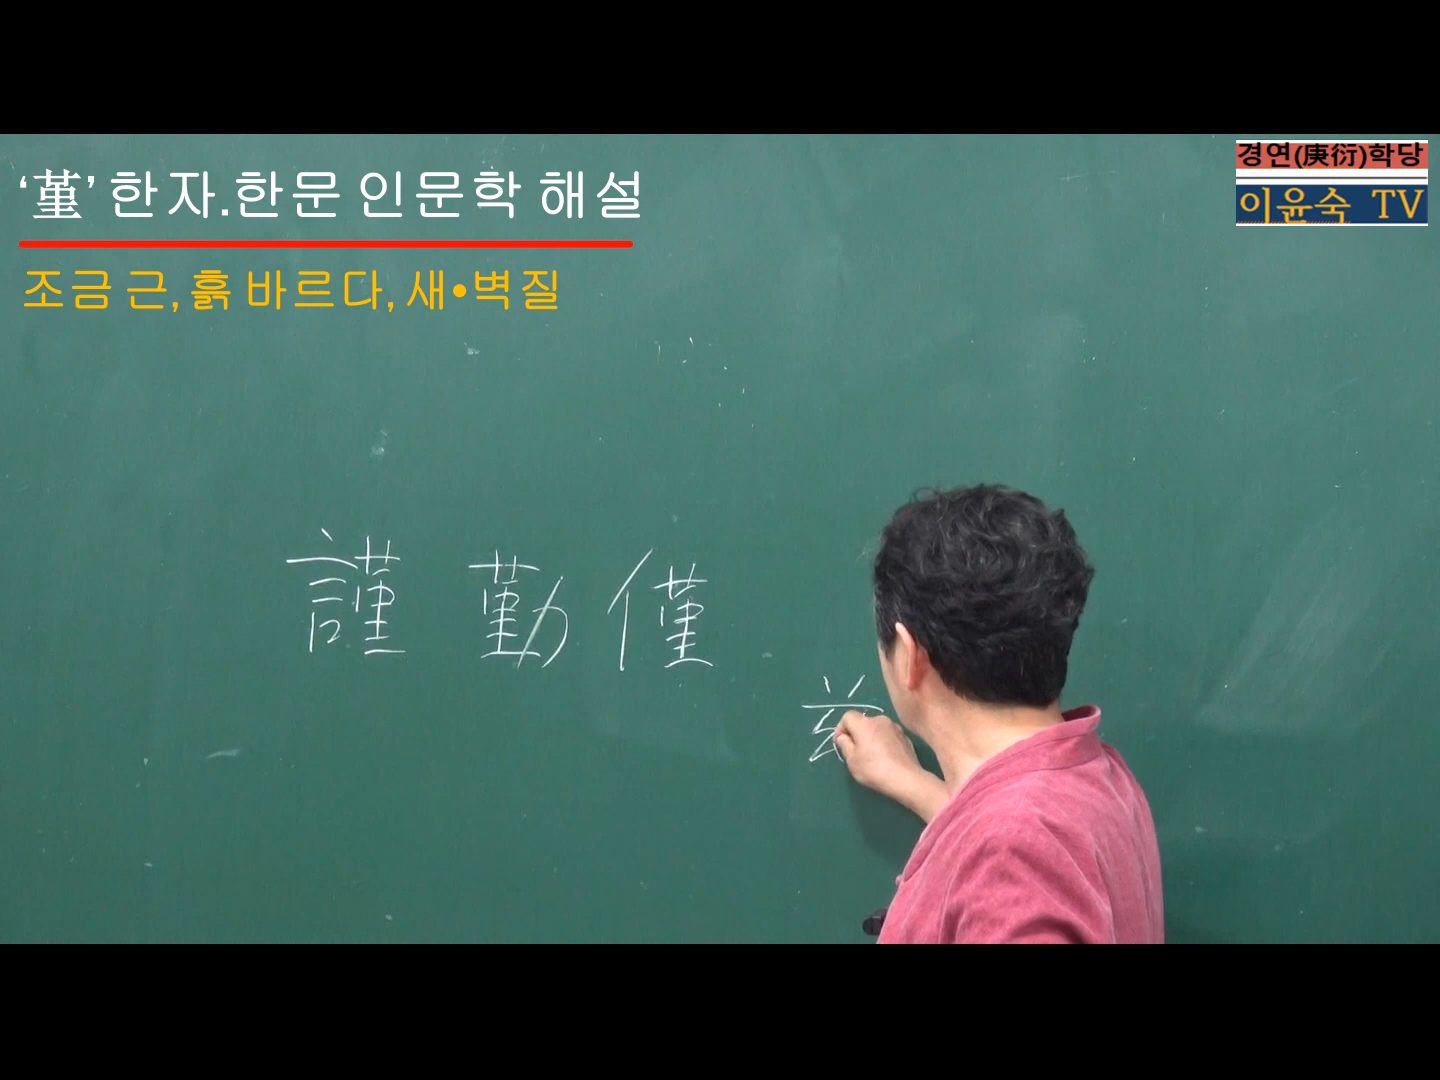 ‘堇’ 한자.한문 인문학 해설
조금 근, 흙 바르다, 새•벽질
경연(庚衍)학당
이윤숙 TV
謹 勤 僅